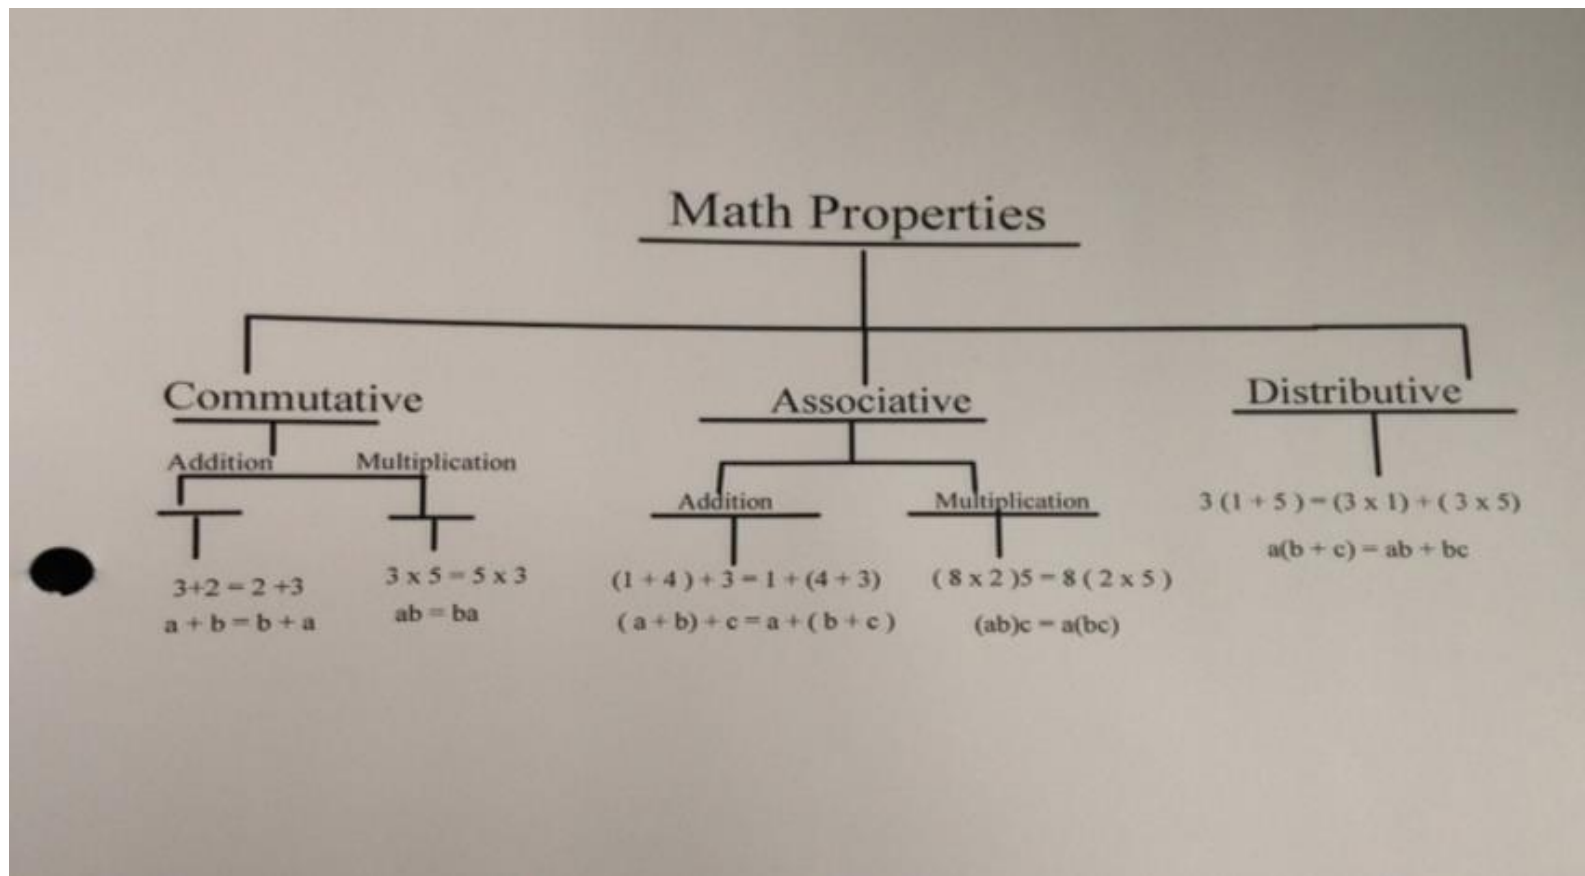 Math Properties
Commutative
Associative
Distributive
Addition
Multiplication
Addition
Multiplication
3+2 = 2 +3
a + b = b + a
3 x 5 = 5 x 3
ab = ba
(1 + 4 ) + 3 = 1 + (4 + 3)
( a + b) + c = a + ( b + c )
( 8 x 2 )5 = 8 ( 2 x 5 )
(ab)c = a(bc)
3 (1 + 5 ) = (3 x 1) + ( 3 x 5)
a(b + c) = ab + bc